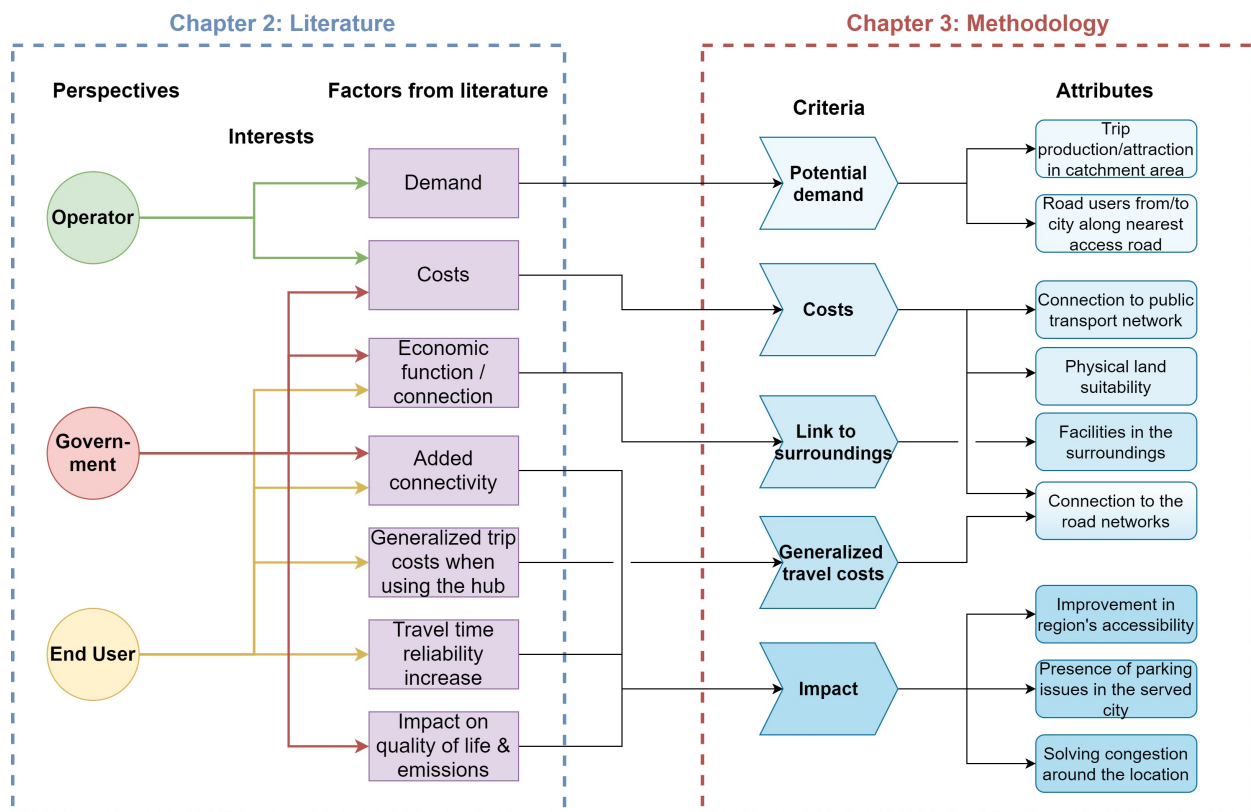 Chapter 2: Literature
Chapter 3: Methodology
Perspectives
Interests
Factors from literature
Criteria
Attributes
Operator
Govern-
ment
End User
Demand
Costs
Economic
function /
connection
Added
connectivity
Generalized trip
costs when
using the hub
Travel time
reliability
increase
Impact on
quality of life &
emissions
Potential
demand
Costs
Link to
surroundings
Generalized
travel costs
Impact
Trip
production/attraction
in catchment area
Road users from/to
city along nearest
access road
Connection to public
transport network
Physical land
suitability
Facilities in the
surroundings
Connection to the
road networks
Improvement in
region's accessibility
Presence of parking
issues in the served
city
Solving congestion
around the location